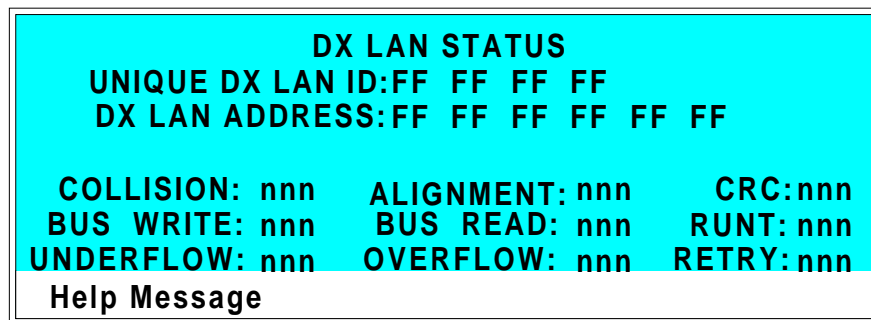 DX LAN STATUS
UNIQUE DX LAN ID:FF FF FF FF
DX LAN ADDRESS:FF FF FF FF FF FF
COLLISION: nnn ALIGNMENT: nnn CRC:nnn
BUS WRITE: nnn BUS READ: nnn RUNT: nnn
UNDERFLOW: nnn OVERFLOW: nnn RETRY: nnn
Help Message